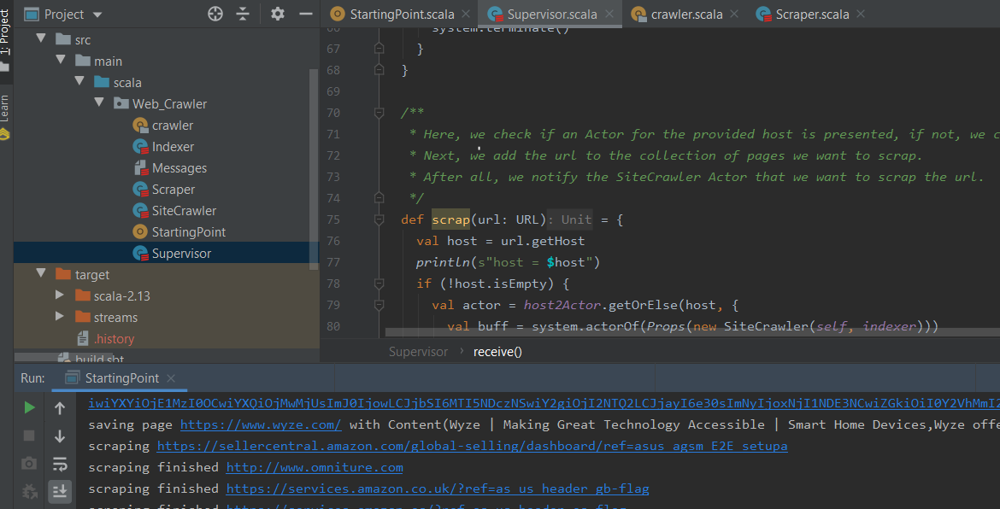 1: Project
Learn
Project
StartingPoint.scala
Supervisor.scala
crawler.scala
Scraper.scala
src
main
scala
Web_Crawler
crawler
Indexer
Messages
Scraper
SiteCrawler
StartingPoint
Supervisor
target
scala-2.13
streams
.history
build.sbt
66 system.terminate()
67 }
68 }
69
70 /**
71 * Here, we check if an Actor for the provided host is presented, if not, we c
72 * Next, we add the url to the collection of pages we want to scrap.
73 * After all, we notify the SiteCrawler Actor that we want to scrap the url.
74 */
75 def scrap(url: URL): Unit = {
76 val host = url.getHost
77 println(s"host = $host")
78 if (!host.isEmpty) {
79 val actor = host2Actor.getOrElse(host, {
80 val buff = system.actorOf(Props(new SiteCrawler(self, indexer)))
Supervisor › receive()
Run: StartingPoint
saving page https://www.wyze.com/ with Content(Wyze | Making Great Technology Accessible | Smart Home Devices,Wyze offe
scraping https://sellercentral.amazon.com/global-selling/dashboard/ref=asus_agsm_E2E_setupa
scraping finished http://www.omniture.com
scraping finished https://services.amazon.co.uk/?ref=as_us_header_gb-flag